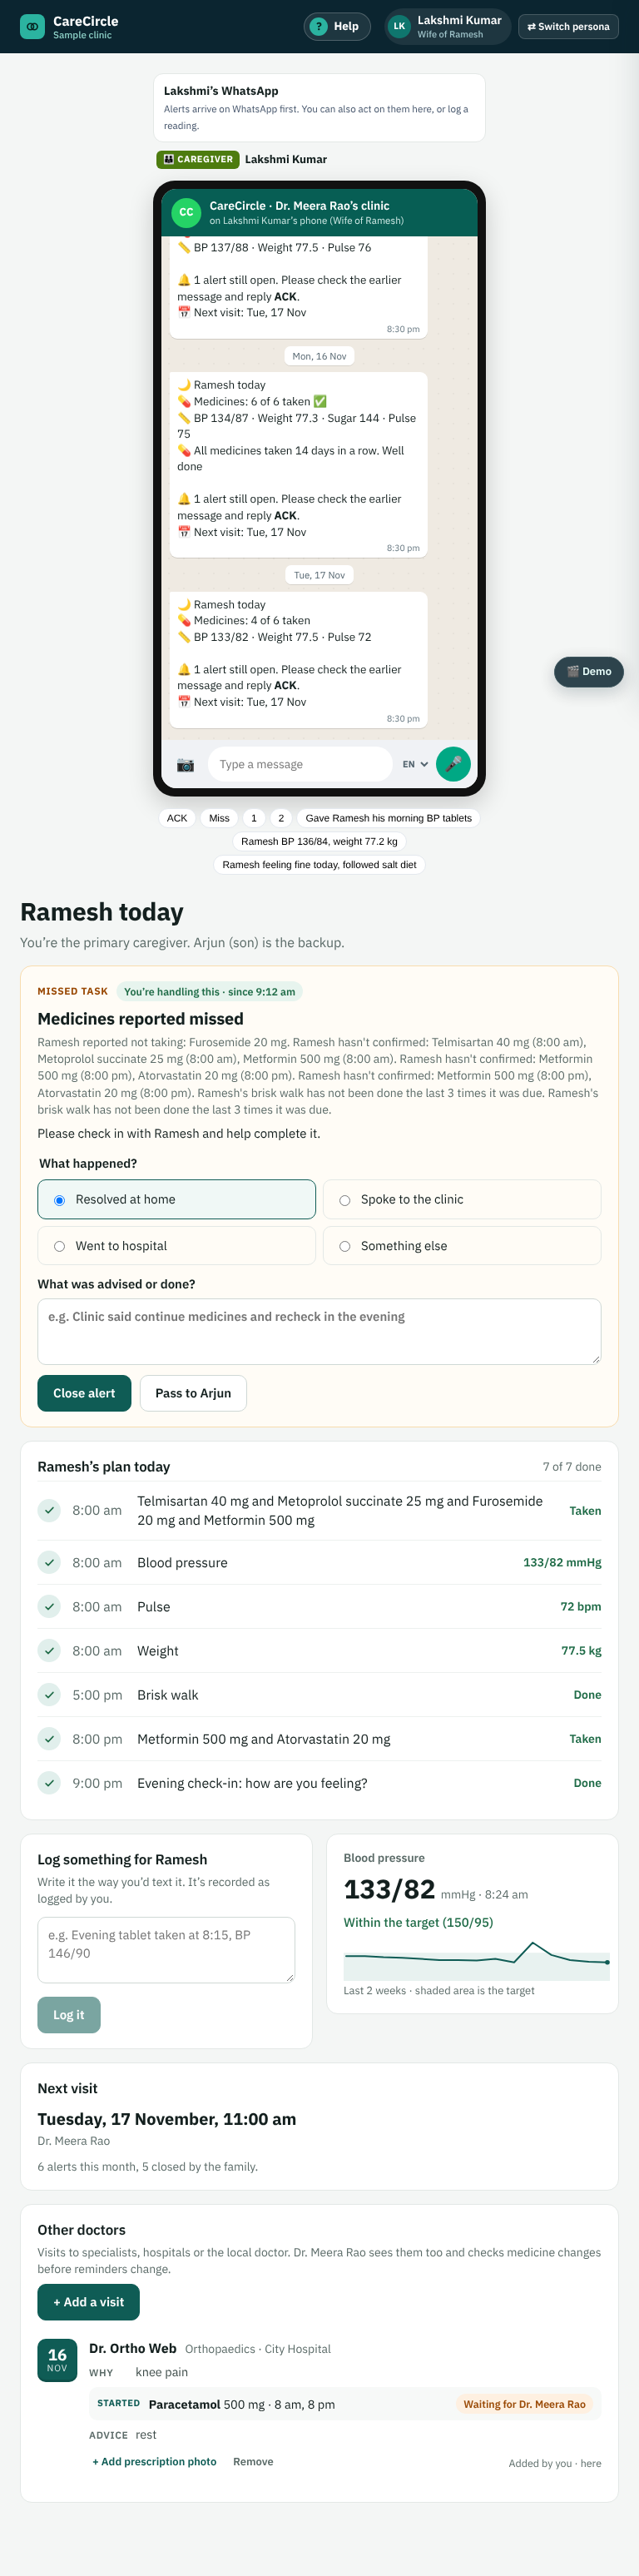 CareCircle
Sample clinic
? Help
LK
Lakshmi Kumar
Wife of Ramesh
⇄ Switch persona
Lakshmi's WhatsApp
Alerts arrive on WhatsApp first. You can also act on them here, or log a
reading.
CAREGIVER Lakshmi Kumar
CC
CareCircle · Dr. Meera Rao's clinic
on Lakshmi Kumar's phone (Wife of Ramesh)
📏 BP 137/88 · Weight 77.5 · Pulse 76
🔔 1 alert still open. Please check the earlier
message and reply ACK.
📅 Next visit: Tue, 17 Nov
8:30 pm
Mon, 16 Nov
🌙 Ramesh today
💊 Medicines: 6 of 6 taken ✅
📏 BP 134/87 · Weight 77.3 · Sugar 144 · Pulse
75
💊 All medicines taken 14 days in a row. Well
done
🔔 1 alert still open. Please check the earlier
message and reply ACK.
📅 Next visit: Tue, 17 Nov
8:30 pm
Tue, 17 Nov
🌙 Ramesh today
💊 Medicines: 4 of 6 taken
📏 BP 133/82 · Weight 77.5 · Pulse 72
🔔 1 alert still open. Please check the earlier
message and reply ACK.
📅 Next visit: Tue, 17 Nov
8:30 pm
🎬 Demo
Type a message
EN
ACK
Miss
1
2
Gave Ramesh his morning BP tablets
Ramesh BP 136/84, weight 77.2 kg
Ramesh feeling fine today, followed salt diet
Ramesh today
You're the primary caregiver. Arjun (son) is the backup.
MISSED TASK
You're handling this · since 9:12 am
Medicines reported missed
Ramesh reported not taking: Furosemide 20 mg. Ramesh hasn't confirmed: Telmisartan 40 mg (8:00 am),
Metoprolol succinate 25 mg (8:00 am), Metformin 500 mg (8:00 am). Ramesh hasn't confirmed: Metformin
500 mg (8:00 pm), Atorvastatin 20 mg (8:00 pm). Ramesh hasn't confirmed: Metformin 500 mg (8:00 pm),
Atorvastatin 20 mg (8:00 pm). Ramesh's brisk walk has not been done the last 3 times it was due. Ramesh's
brisk walk has not been done the last 3 times it was due.
Please check in with Ramesh and help complete it.
What happened?
Resolved at home
Spoke to the clinic
Went to hospital
Something else
What was advised or done?
e.g. Clinic said continue medicines and recheck in the evening
Close alert
Pass to Arjun
Ramesh's plan today
7 of 7 done
8:00 am Telmisartan 40 mg and Metoprolol succinate 25 mg and Furosemide
20 mg and Metformin 500 mg
Taken
8:00 am Blood pressure 133/82 mmHg
8:00 am Pulse 72 bpm
8:00 am Weight 77.5 kg
5:00 pm Brisk walk Done
8:00 pm Metformin 500 mg and Atorvastatin 20 mg Taken
9:00 pm Evening check-in: how are you feeling? Done
Log something for Ramesh
Write it the way you'd text it. It's recorded as
logged by you.
e.g. Evening tablet taken at 8:15, BP
146/90
Log it
Blood pressure
133/82 mmHg · 8:24 am
Within the target (150/95)
Last 2 weeks · shaded area is the target
Next visit
Tuesday, 17 November, 11:00 am
Dr. Meera Rao
6 alerts this month, 5 closed by the family.
Other doctors
Visits to specialists, hospitals or the local doctor. Dr. Meera Rao sees them too and checks medicine changes
before reminders change.
+ Add a visit
16
NOV
Dr. Ortho Web Orthopaedics · City Hospital
WHY knee pain
STARTED Paracetamol 500 mg · 8 am, 8 pm
Waiting for Dr. Meera Rao
ADVICE rest
+ Add prescription photo
Remove
Added by you · here